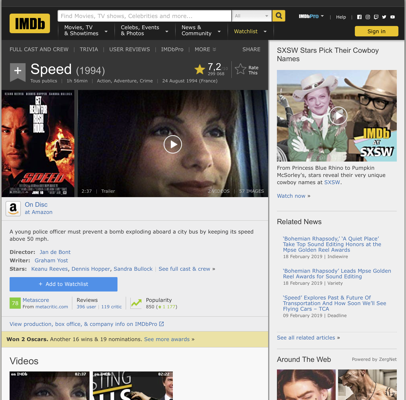 IMDb
Find Movies, TV shows, Celebrities and more...
All
IMDbPro
Help
Movies, TV
& Showtimes
Celebs, Events
& Photos
News &
Community
Watchlist
Sign in
FULL CAST AND CREW | TRIVIA | USER REVIEWS | IMDbPro | MORE
SHARE
Speed (1994)
Tous publics | 1h 56min | Action, Adventure, Crime | 24 August 1994 (France)
7,2
Rate
This
GET
READY
FOR
RUSH
HOUR
SPEED
2:37 | Trailer
VIDEOS
57 IMAGES
On Disc
at Amazon
A young police officer must prevent a bomb exploding aboard a city bus by keeping its speed
above 50 mph.
Director: Jan de Bont
Writer: Graham Yost
Stars: Keanu Reeves, Dennis Hopper, Sandra Bullock | See full cast & crew »
+ Add to Watchlist
Metascore
From metacritic.com
Reviews
398 user | 119 critic
Popularity
850
View production, box office, & company info on IMDbPro
Won 2 Oscars. Another 16 wins & 19 nominations. See more awards »
Videos
SXSW Stars Pick Their Cowboy
Names
IMDb
SXSW
From Princess Blue Rhino to Pumpkin
McSorley's, stars reveal their very unique
cowboy names at SXSW.
Watch now »
Related News
'Bohemian Rhapsody,' 'A Quiet Place'
Take Top Sound Editing Honors at the
Mpse Golden Reel Awards
18 February 2019 | Indiewire
'Bohemian Rhapsody' Leads Mpse Golden
Reel Awards for Sound Editing
18 February 2019 | Variety
'Speed' Explores Past & Future Of
Transportation And How Soon We'll See
Flying Cars – TCA
09 February 2019 | Deadline
See all related articles »
Around The Web
Powered by ZergNet